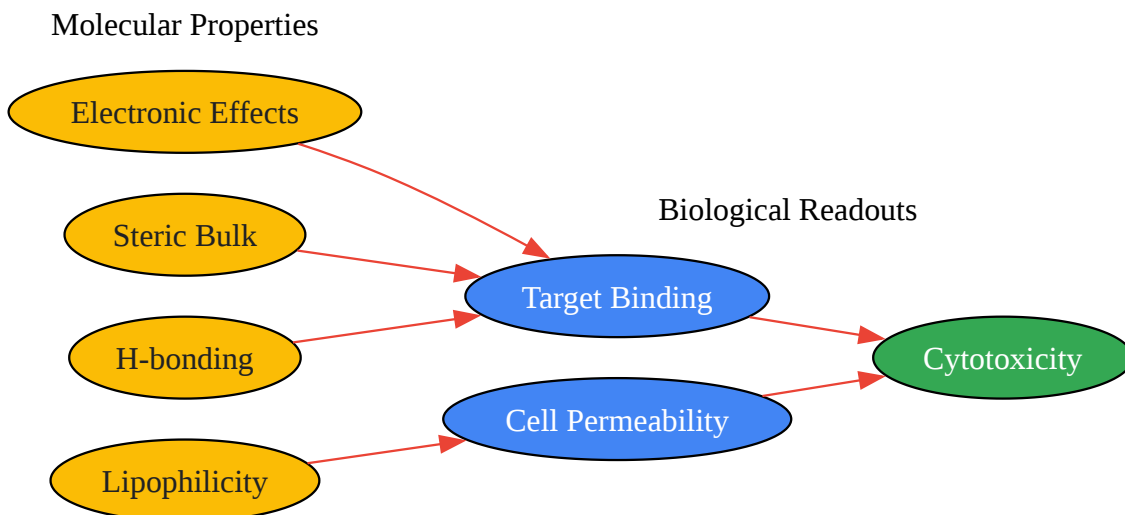 Molecular Properties
Electronic Effects
Steric Bulk
H-bonding
Lipophilicity
Biological Readouts
Target Binding
Cell Permeability
Cytotoxicity